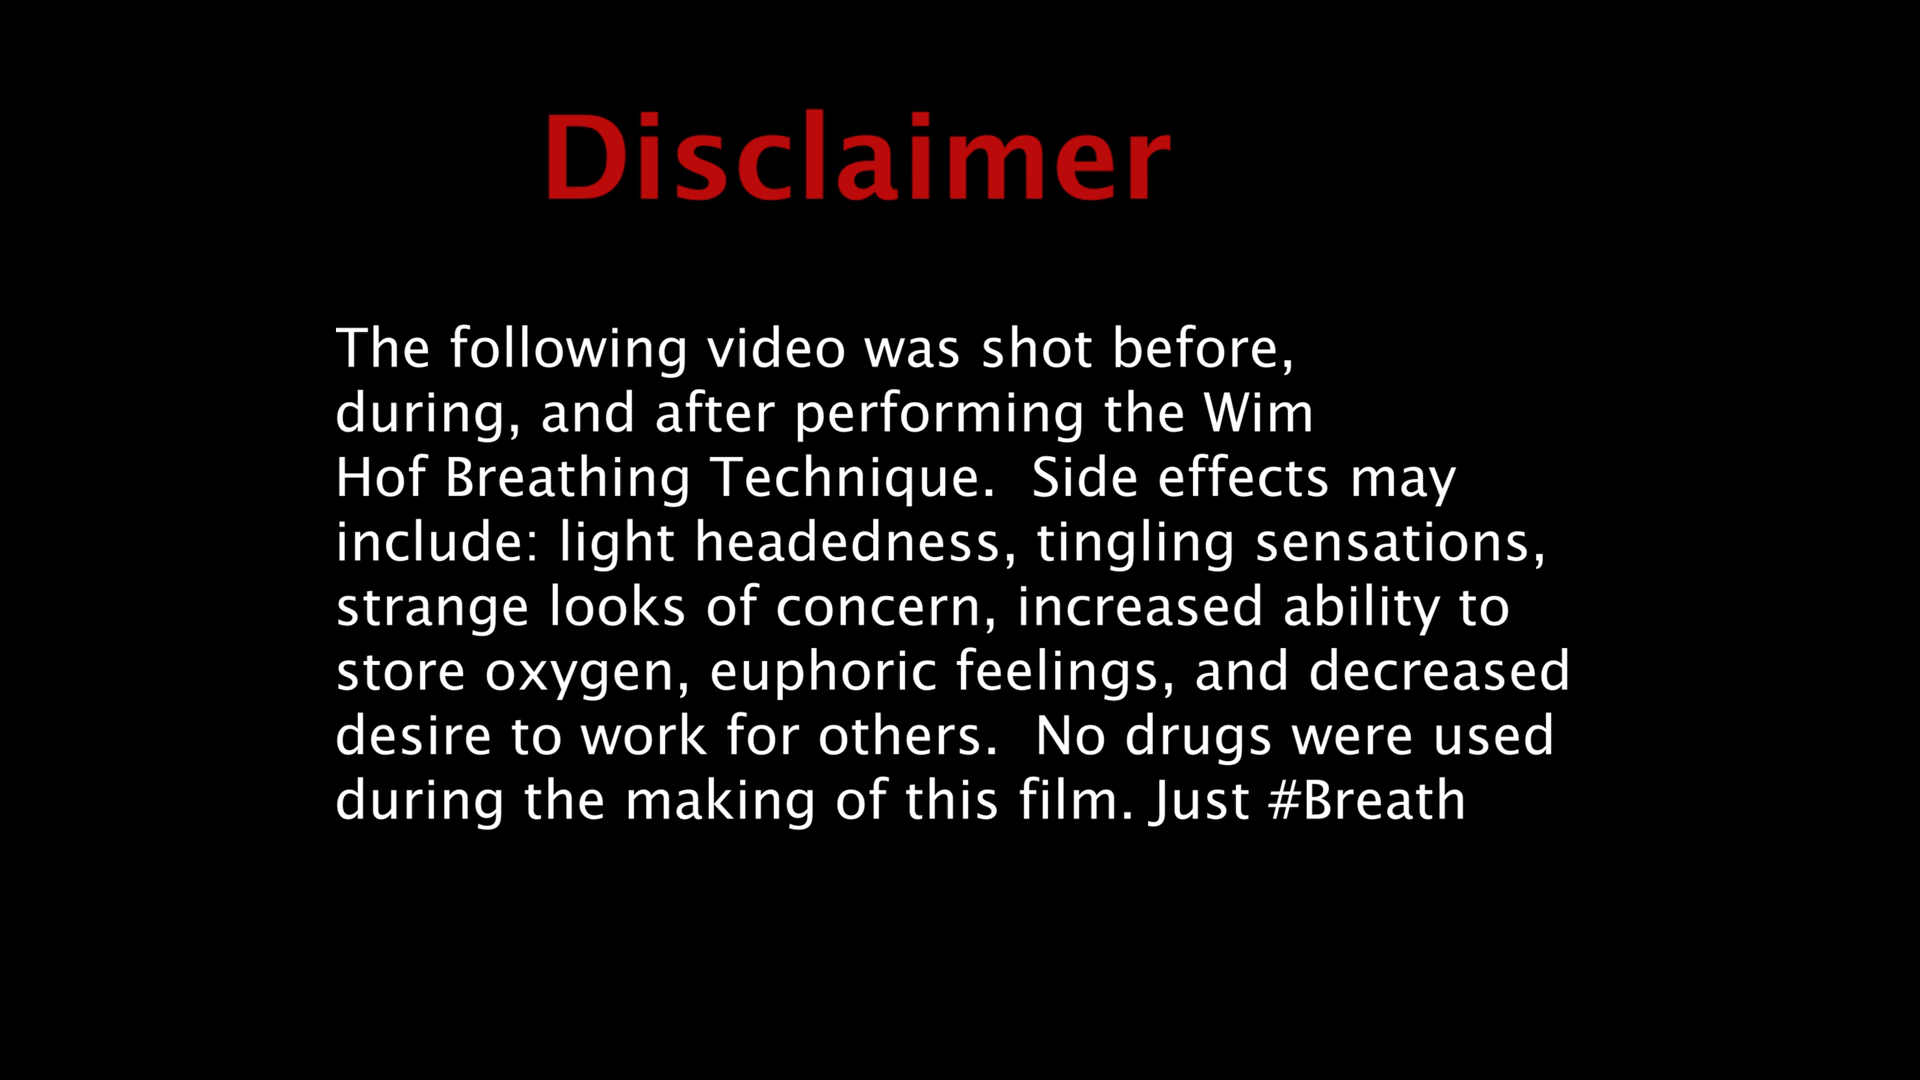 Disclaimer
The following video was shot before,
during, and after performing the Wim
Hof Breathing Technique.  Side effects may
include: light headedness, tingling sensations,
strange looks of concern, increased ability to
store oxygen, euphoric feelings, and decreased
desire to work for others.  No drugs were used
during the making of this film. Just #Breath